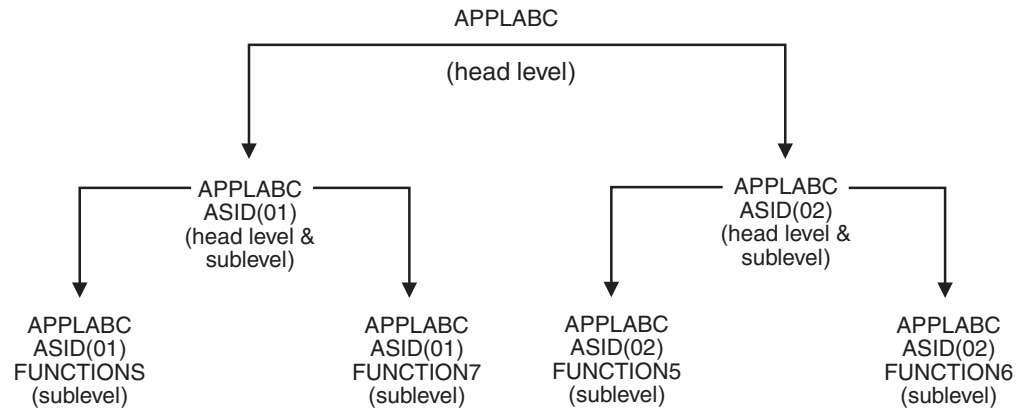 APPLABC
(head level)
APPLABC
ASID(01)
(head level &
sublevel)
APPLABC
ASID(02)
(head level &
sublevel)
APPLABC
ASID(01)
FUNCTIONS
(sublevel)
APPLABC
ASID(01)
FUNCTION7
(sublevel)
APPLABC
ASID(02)
FUNCTION5
(sublevel)
APPLABC
ASID(02)
FUNCTION6
(sublevel)